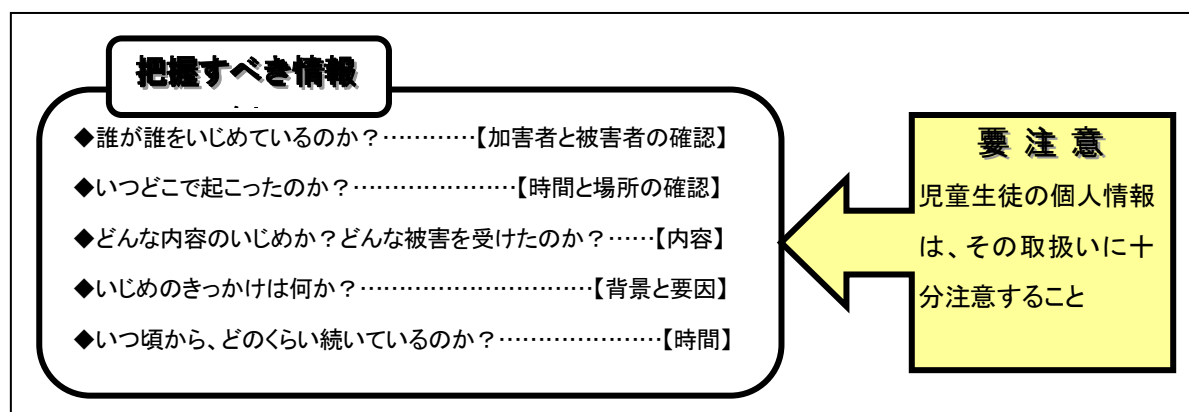 把握すべき情報
◆誰が誰をいじめているのか？…………【加害者と被害者の確認】
◆いつどこで起こったのか？…………………【時間と場所の確認】
◆どんな内容のいじめか？どんな被害を受けたのか？……【内容】
◆いじめのきっかけは何か？…………………………【背景と要因】
◆いつ頃から、どのくらい続いているのか？…………………【時間】
要 注 意
児童生徒の個人情報
は、その取扱いに十
分注意すること